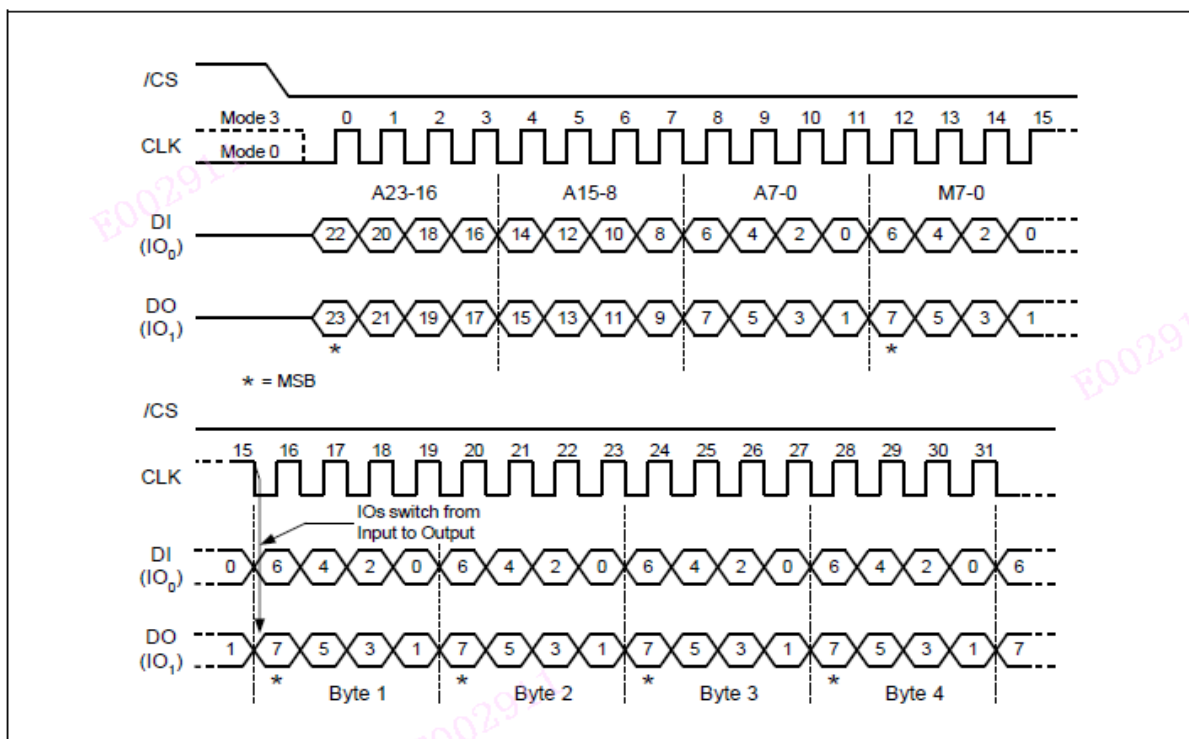 /CS
Mode 3 0 1 2 3 4 5 6 7 8 9 10 11 12 13 14 15
CLK Mode 0
A23-16 A15-8 A7-0 M7-0
DI
(IO0) 22 20 18 16 14 12 10 8 6 4 2 0 6 4 2 0
DO
(IO1) 23 21 19 17 15 13 11 9 7 5 3 1 7 5 3 1
* *
* = MSB
/CS
15 16 17 18 19 20 21 22 23 24 25 26 27 28 29 30 31
CLK
IOs switch from
Input to Output
DI
(IO0) 0 6 4 2 0 6 4 2 0 6 4 2 0 6 4 2 0 6
DO
(IO1) 1 7 5 3 1 7 5 3 1 7 5 3 1 7 5 3 1 7
* * * *
Byte 1 Byte 2 Byte 3 Byte 4
E002911
E002911
E002911